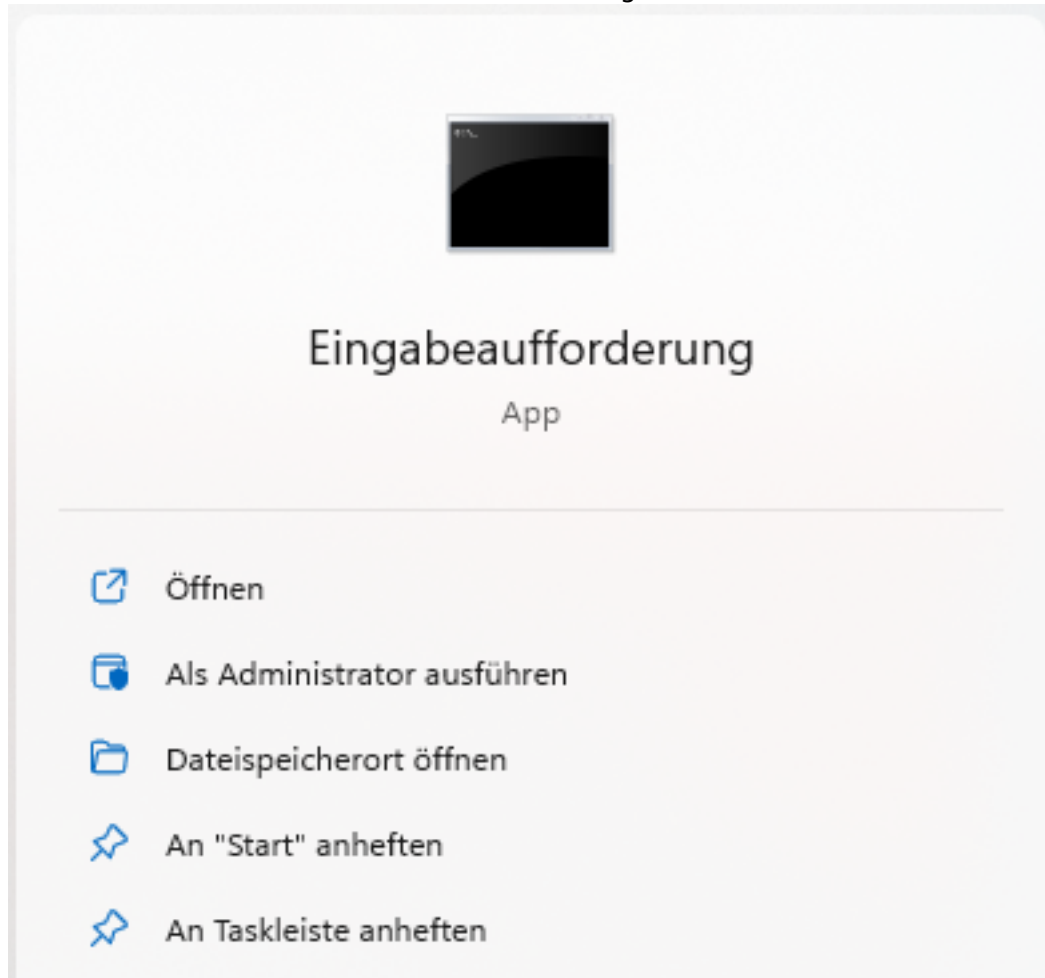 Eingabeaufforderung
App
Öffnen
Als Administrator ausführen
Dateispeicherort öffnen
An "Start" anheften
An Taskleiste anheften